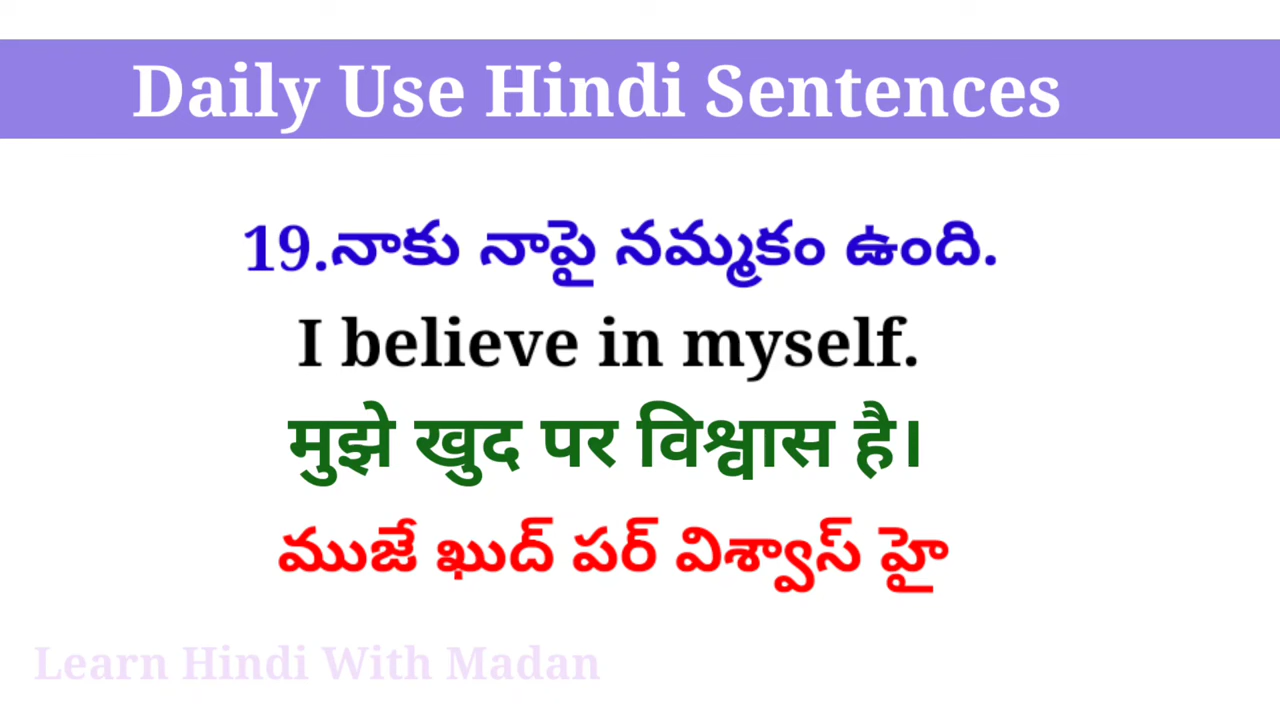 Daily Use Hindi Sentences
19.నాకు నాపై నమ్మకం ఉంది.
I believe in myself.
मुझे खुद पर विश्वास है।
ముజే ఖుద్ పర్ విశ్వాస్ హై
Learn Hindi With Madan